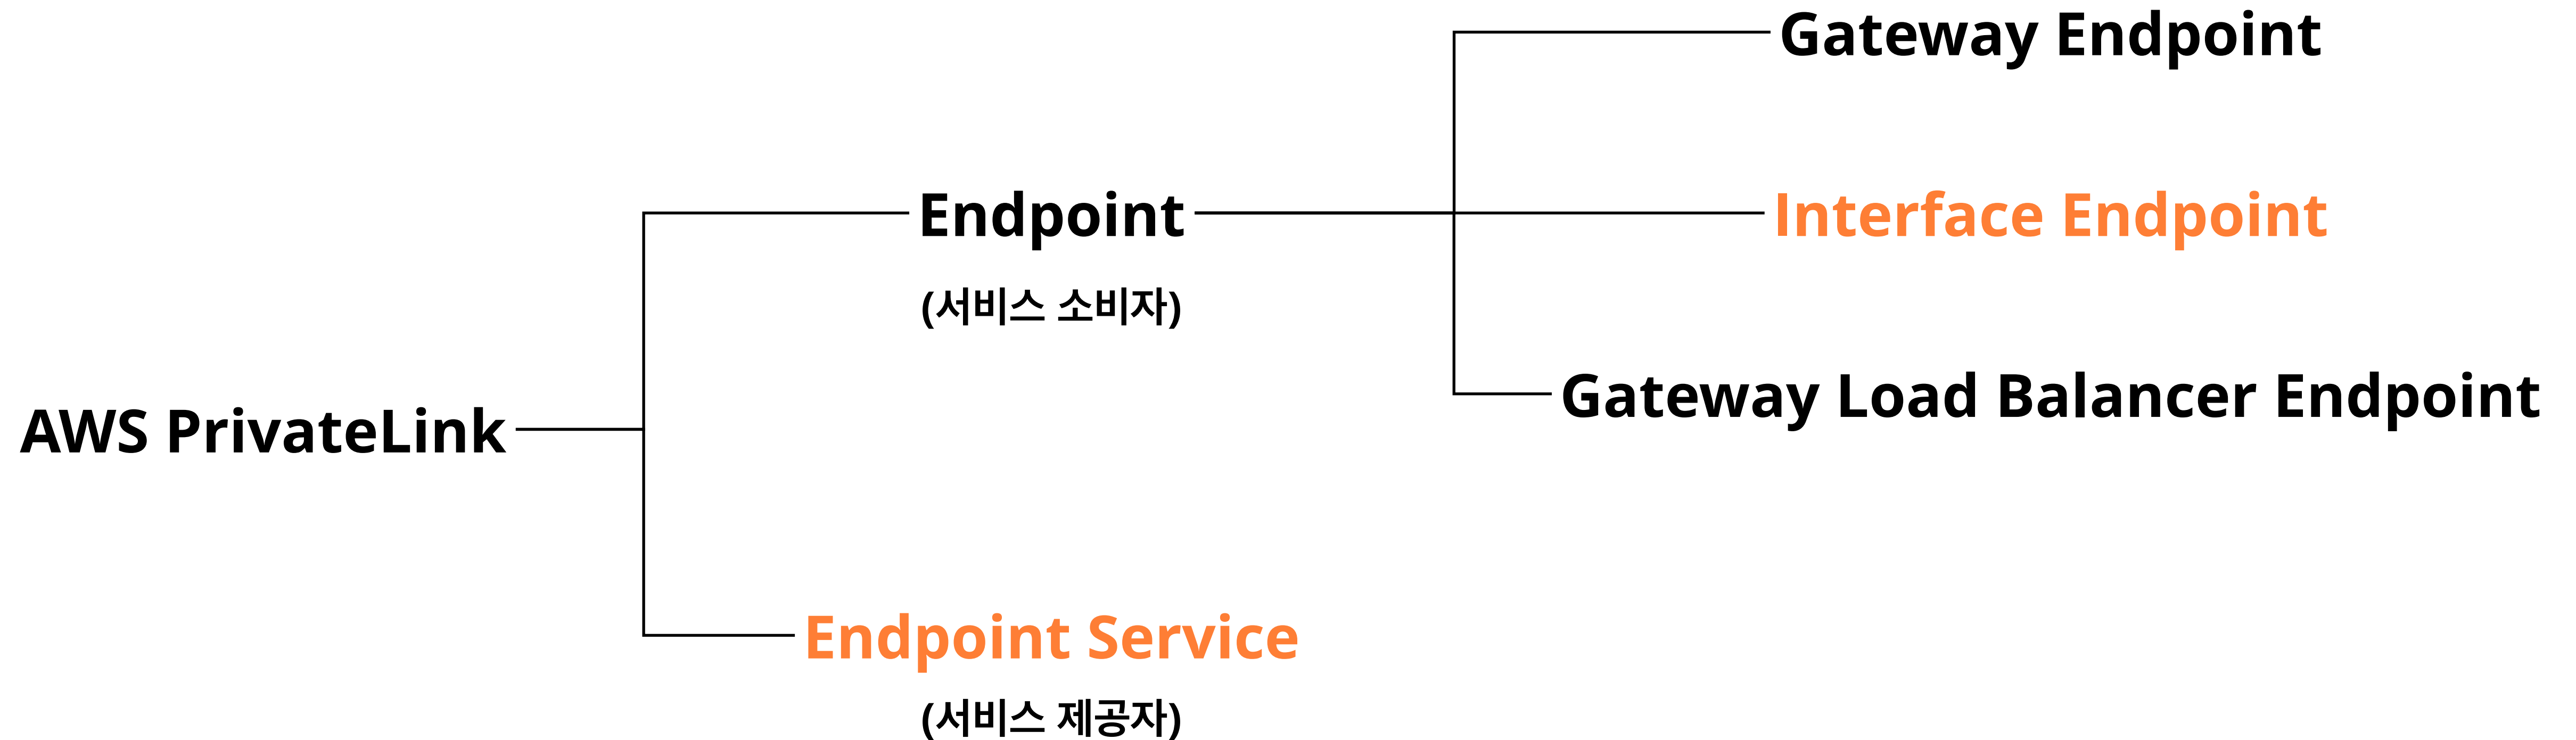 Gateway Endpoint
Endpoint
(서비스 소비자)
Interface Endpoint
Gateway Load Balancer Endpoint
AWS PrivateLink
Endpoint Service
(서비스 제공자)